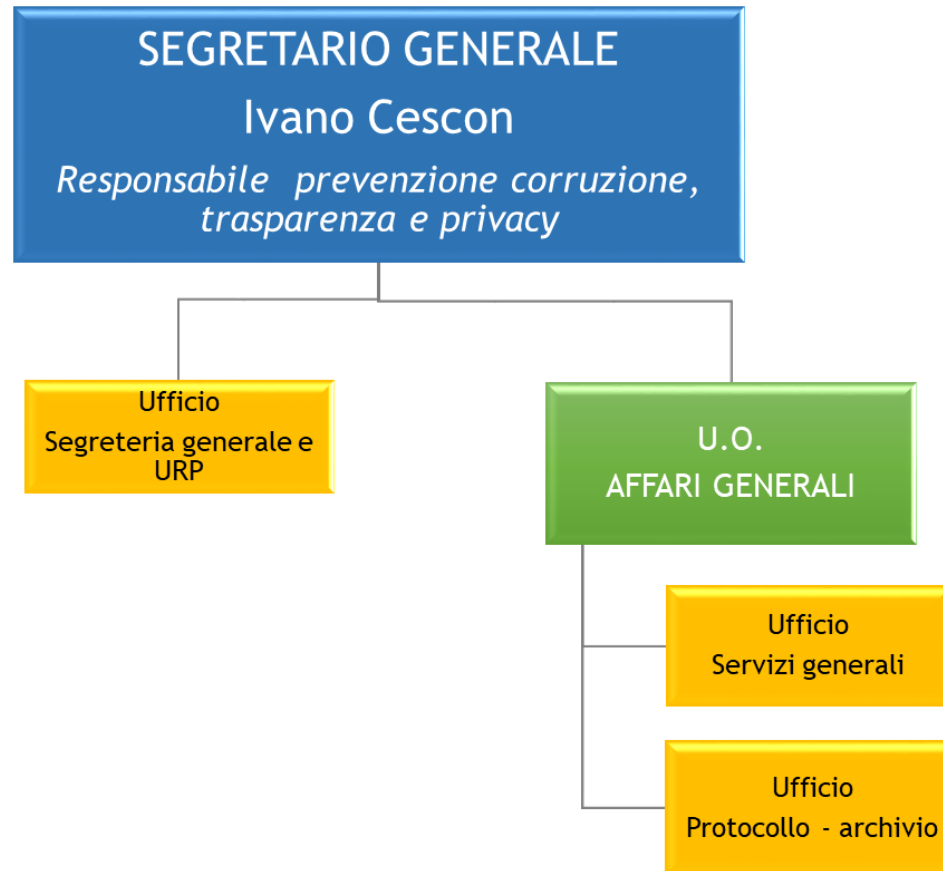 SEGRETARIO GENERALE
Ivano Cescon
Responsabile prevenzione corruzione,
trasparenza e privacy
Ufficio
Segreteria generale e
URP
U.O.
AFFARI GENERALI
Ufficio
Servizi generali
Ufficio
Protocollo - archivio